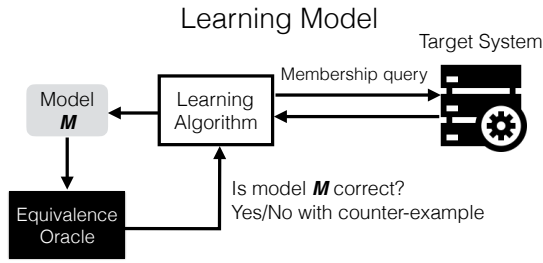 Learning Model
Target System
Membership query
Model
M
Learning
Algorithm
Is model M correct?
Yes/No with counter-example
Equivalence
Oracle